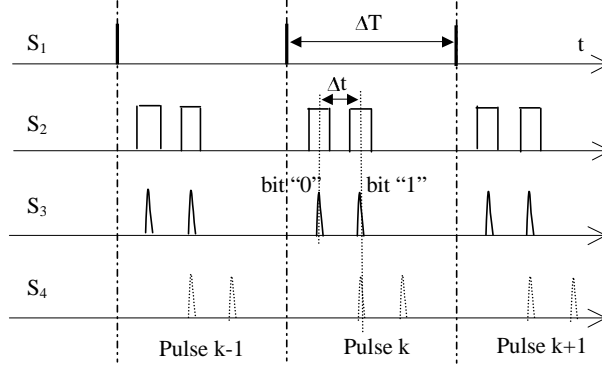 S1 ΔT t
S2 Δt
bit “0” bit “1”
S3
S4
Pulse k-1 Pulse k Pulse k+1